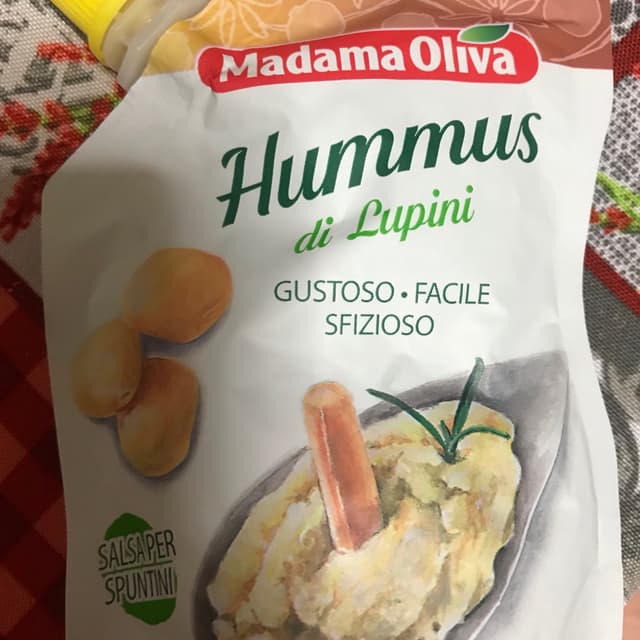 Madama Oliva
Hummus
di Lupini
GUSTOSO • FACILE
SFIZIOSO
SALSA PER
SPUNTINI